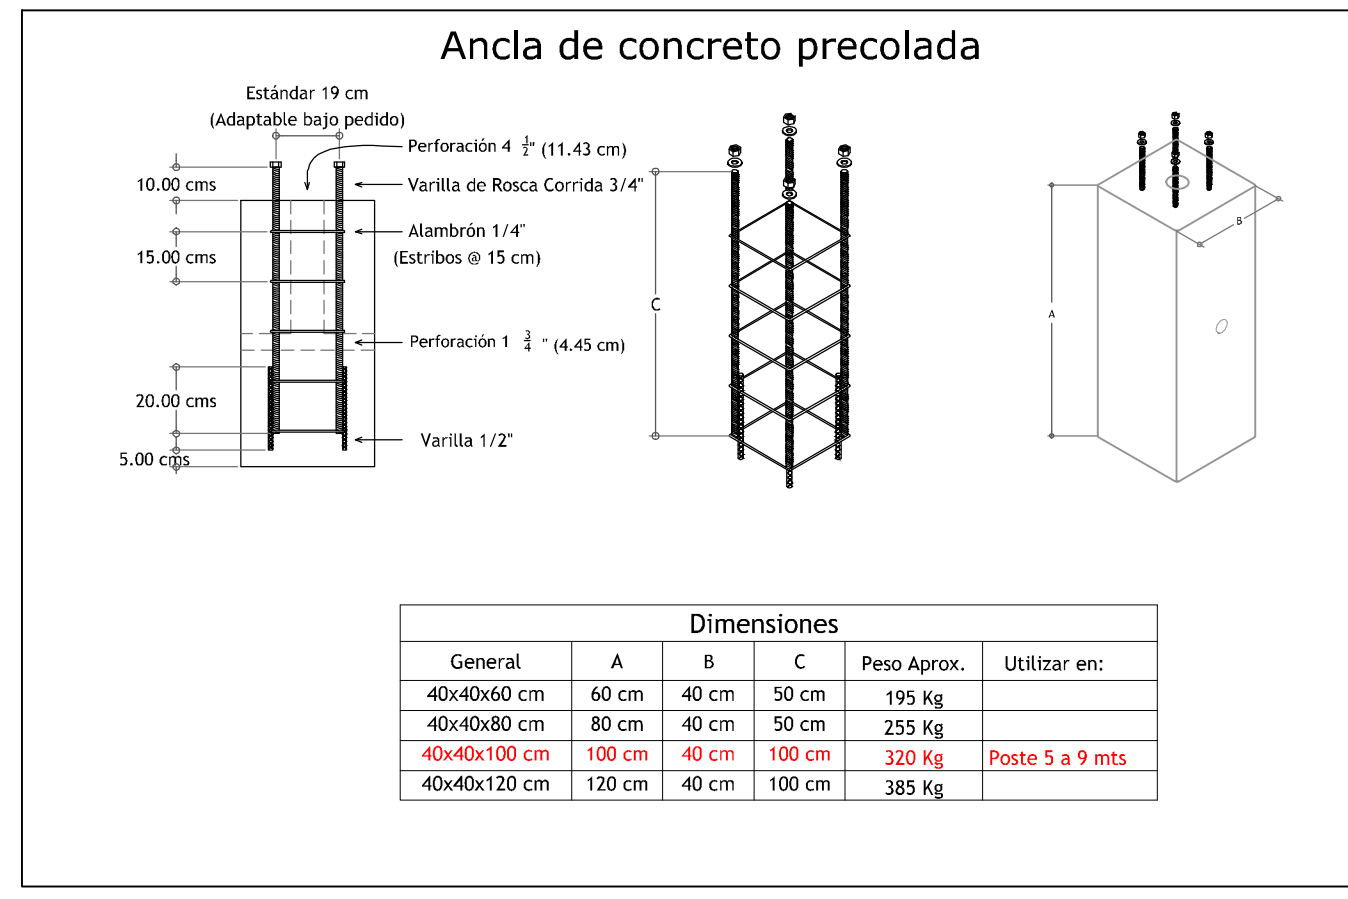 Ancla de concreto precolada
Estándar 19 cm
(Adaptable bajo pedido)
Perforación 4 1/2" (11.43 cm)
10.00 cms
Varilla de Rosca Corrida 3/4"
Alambrón 1/4"
15.00 cms
(Estribos @ 15 cm)
Perforación 1 3/4 " (4.45 cm)
20.00 cms
Varilla 1/2"
5.00 cms
C
A
B
Dimensiones
General A B C Peso Aprox. Utilizar en:
40x40x60 cm 60 cm 40 cm 50 cm 195 Kg
40x40x80 cm 80 cm 40 cm 50 cm 255 Kg
40x40x100 cm 100 cm 40 cm 100 cm 320 Kg Poste 5 a 9 mts
40x40x120 cm 120 cm 40 cm 100 cm 385 Kg